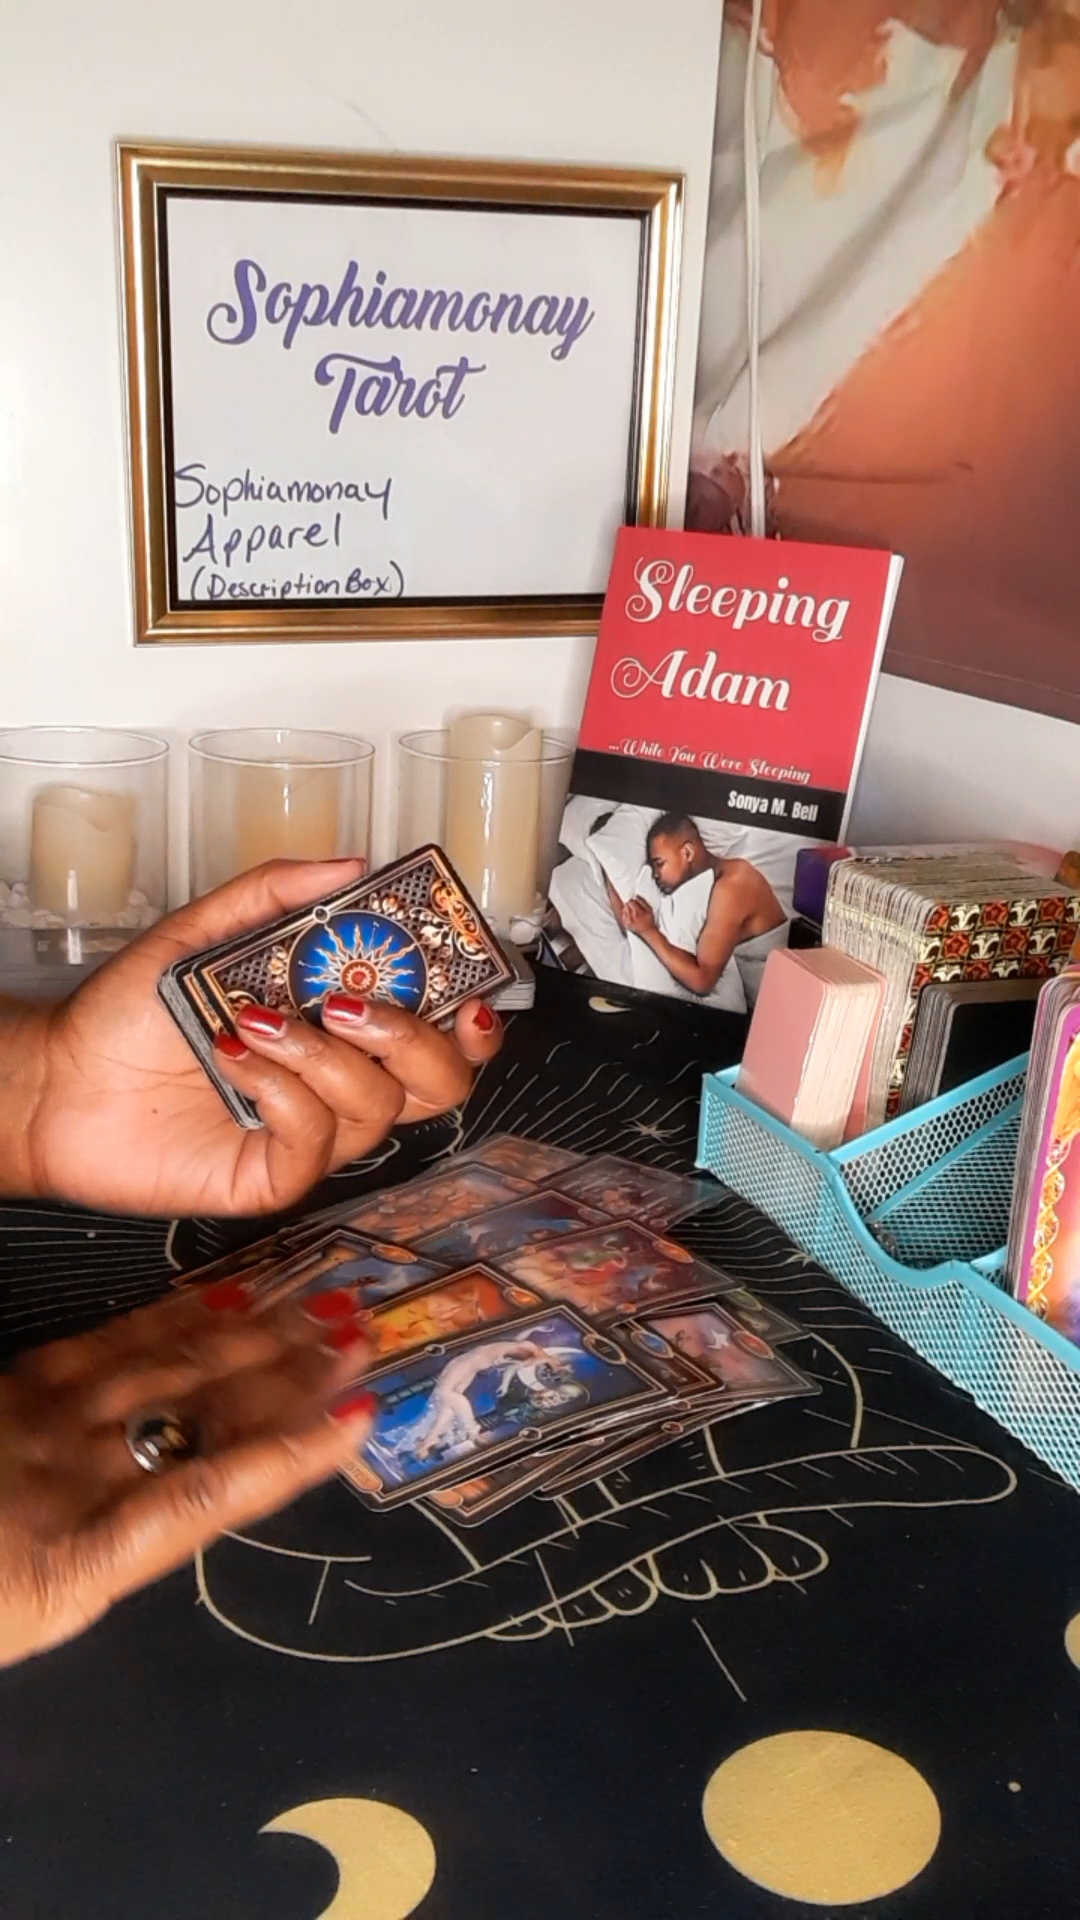 Sophiamonay
Tarot
Sophiamonay
Apparel
(Description Box)
Sleeping
Adam
...While You Were Sleeping
Sonya M. Bell